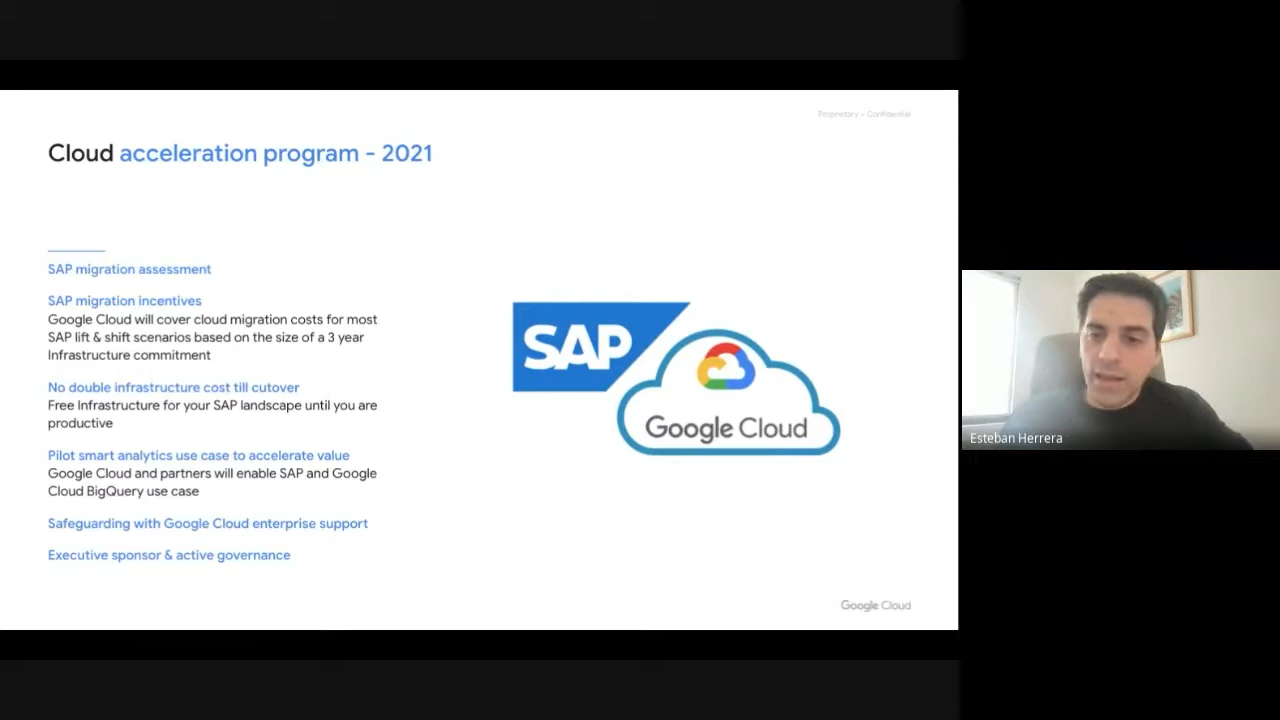 Proprietary + Confidential
Cloud acceleration program - 2021
SAP migration assessment
SAP migration incentives
Google Cloud will cover cloud migration costs for most
SAP lift & shift scenarios based on the size of a 3 year
Infrastructure commitment
No double infrastructure cost till cutover
Free Infrastructure for your SAP landscape until you are
productive
Pilot smart analytics use case to accelerate value
Google Cloud and partners will enable SAP and Google
Cloud BigQuery use case
Safeguarding with Google Cloud enterprise support
Executive sponsor & active governance
SAP
Google Cloud
Google Cloud
Esteban Herrera